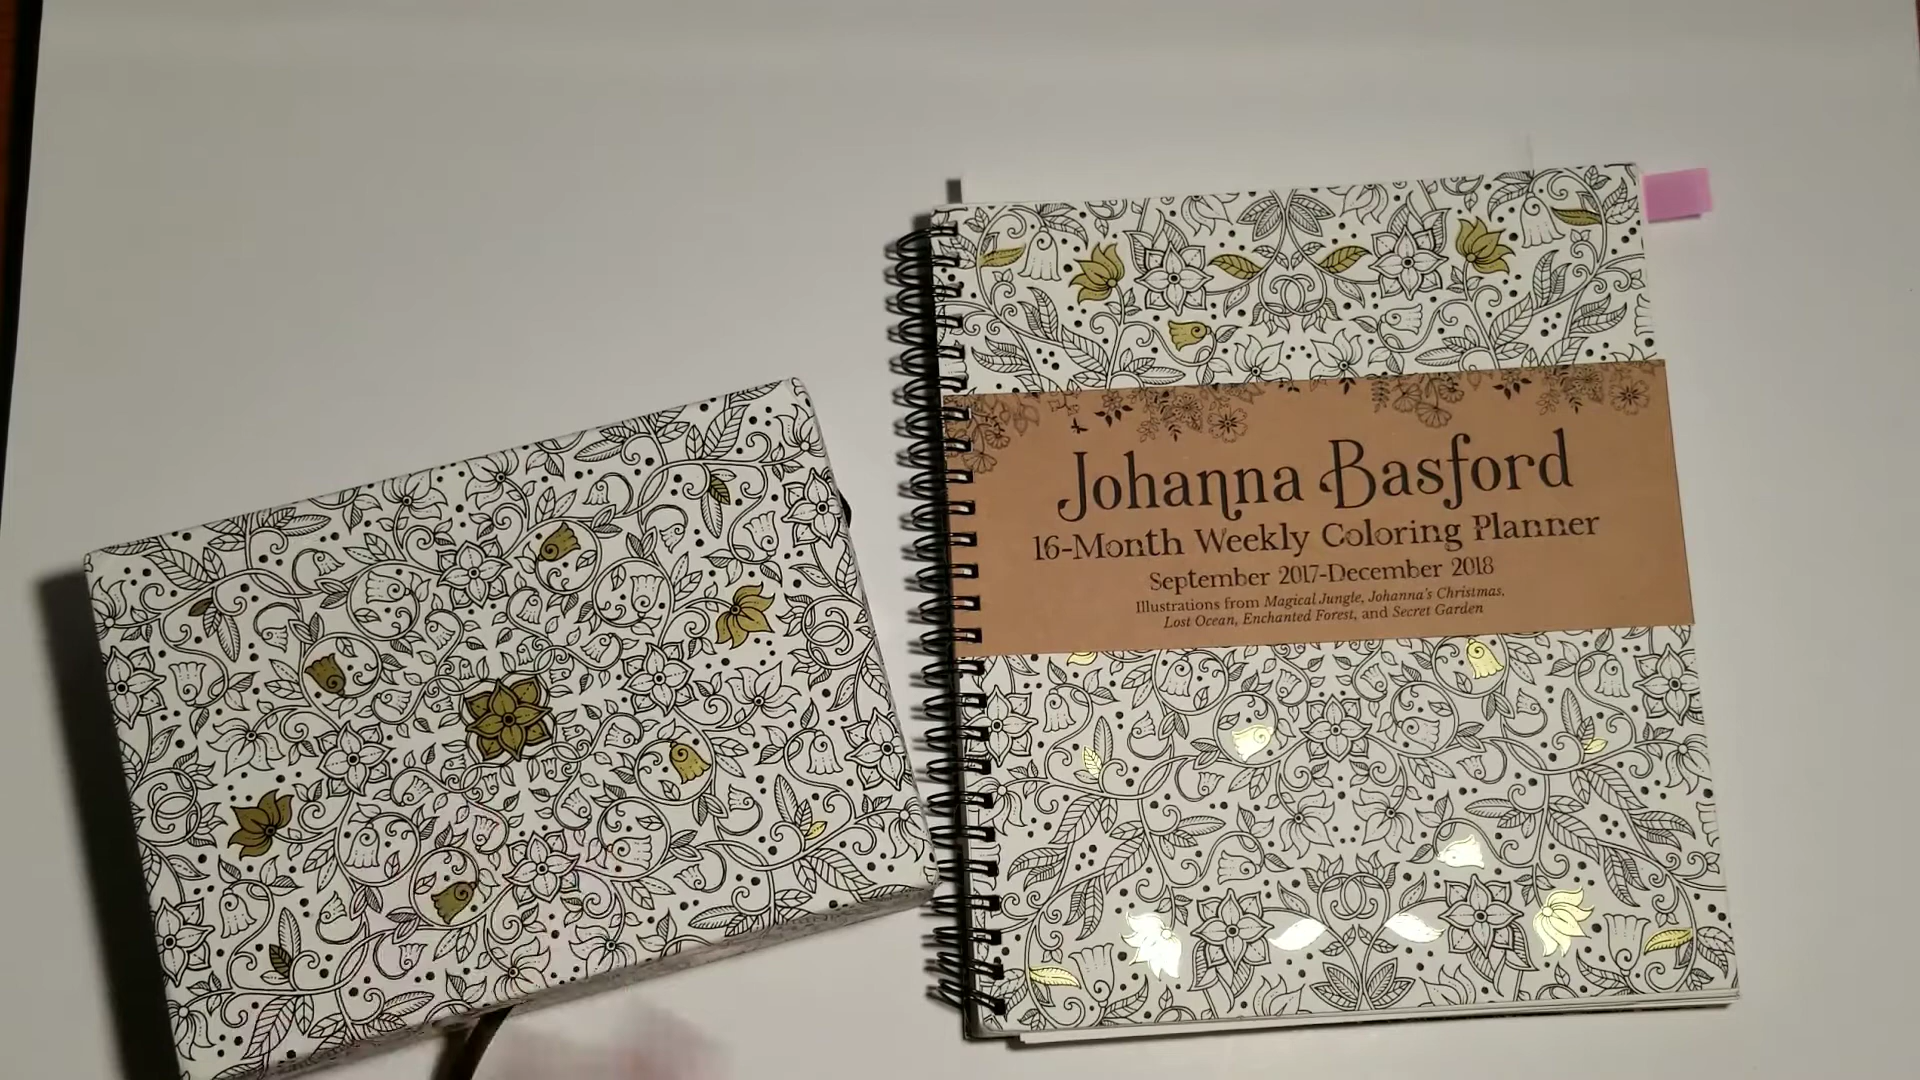 Johanna Basford
16-Month Weekly Coloring Planner
September 2017-December 2018
Illustrations from Magical Jungle, Johanna's Christmas,
Lost Ocean, Enchanted Forest, and Secret Garden